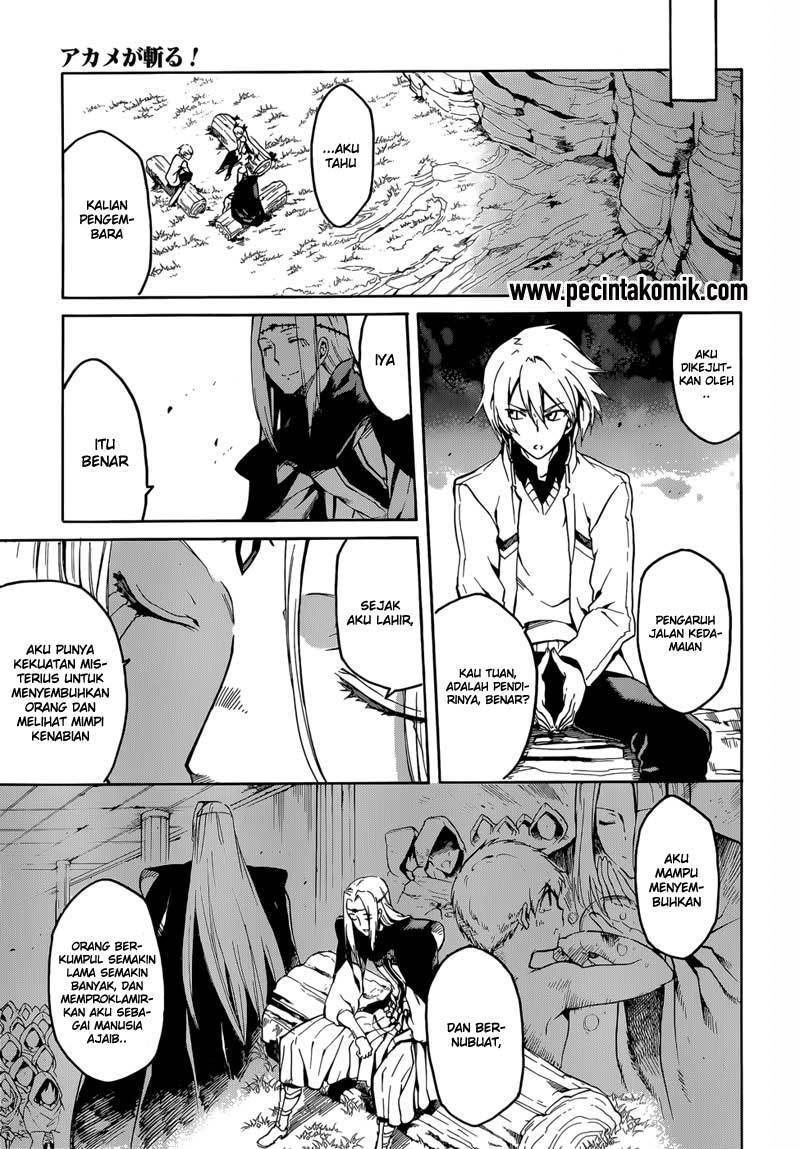 アカメが斬る!
...AKU
TAHU
KALIAN
PENGEM-
BARA
www.pecintakomik.com
AKU
DIKEJUT-
KAN OLEH
..
PENGARUH
JALAN KEDA-
MAIAN
KAU TUAN,
ADALAH PENDI-
RINYA, BENAR?
IYA
ITU
BENAR
SEJAK
AKU LAHIR,
AKU PUNYA
KEKUATAN MIS-
TERIUS UNTUK
MENYEMBUHKAN
ORANG DAN
MELIHAT MIMPI
KENABIAN
AKU
MAMPU
MENYEM-
BUHKAN
DAN BER-
NUBUAT,
ORANG BER-
KUMPUL SEMAKIN
LAMA SEMAKIN
BANYAK, DAN
MEMPROKLAMIR-
KAN AKU SEBA-
GAI MANUSIA
AJAIB..